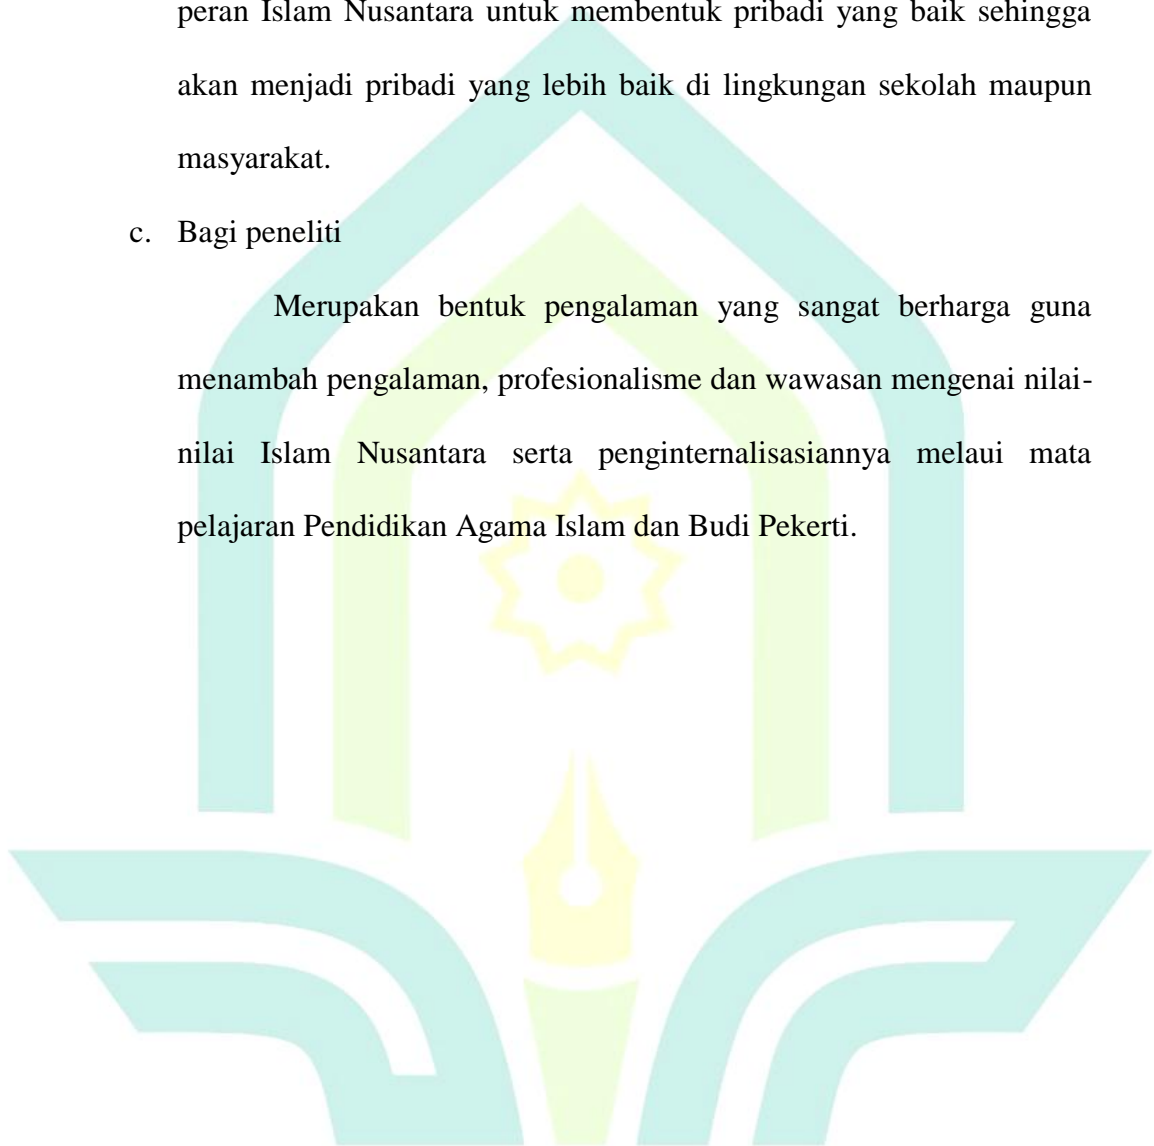 peran Islam Nusantara untuk membentuk pribadi yang baik sehingga
akan menjadi pribadi yang lebih baik di lingkungan sekolah maupun
masyarakat.
c. Bagi peneliti
Merupakan bentuk pengalaman yang sangat berharga guna
menambah pengalaman, profesionalisme dan wawasan mengenai nilai-
nilai Islam Nusantara serta penginternalisasiannya melaui mata
pelajaran Pendidikan Agama Islam dan Budi Pekerti.